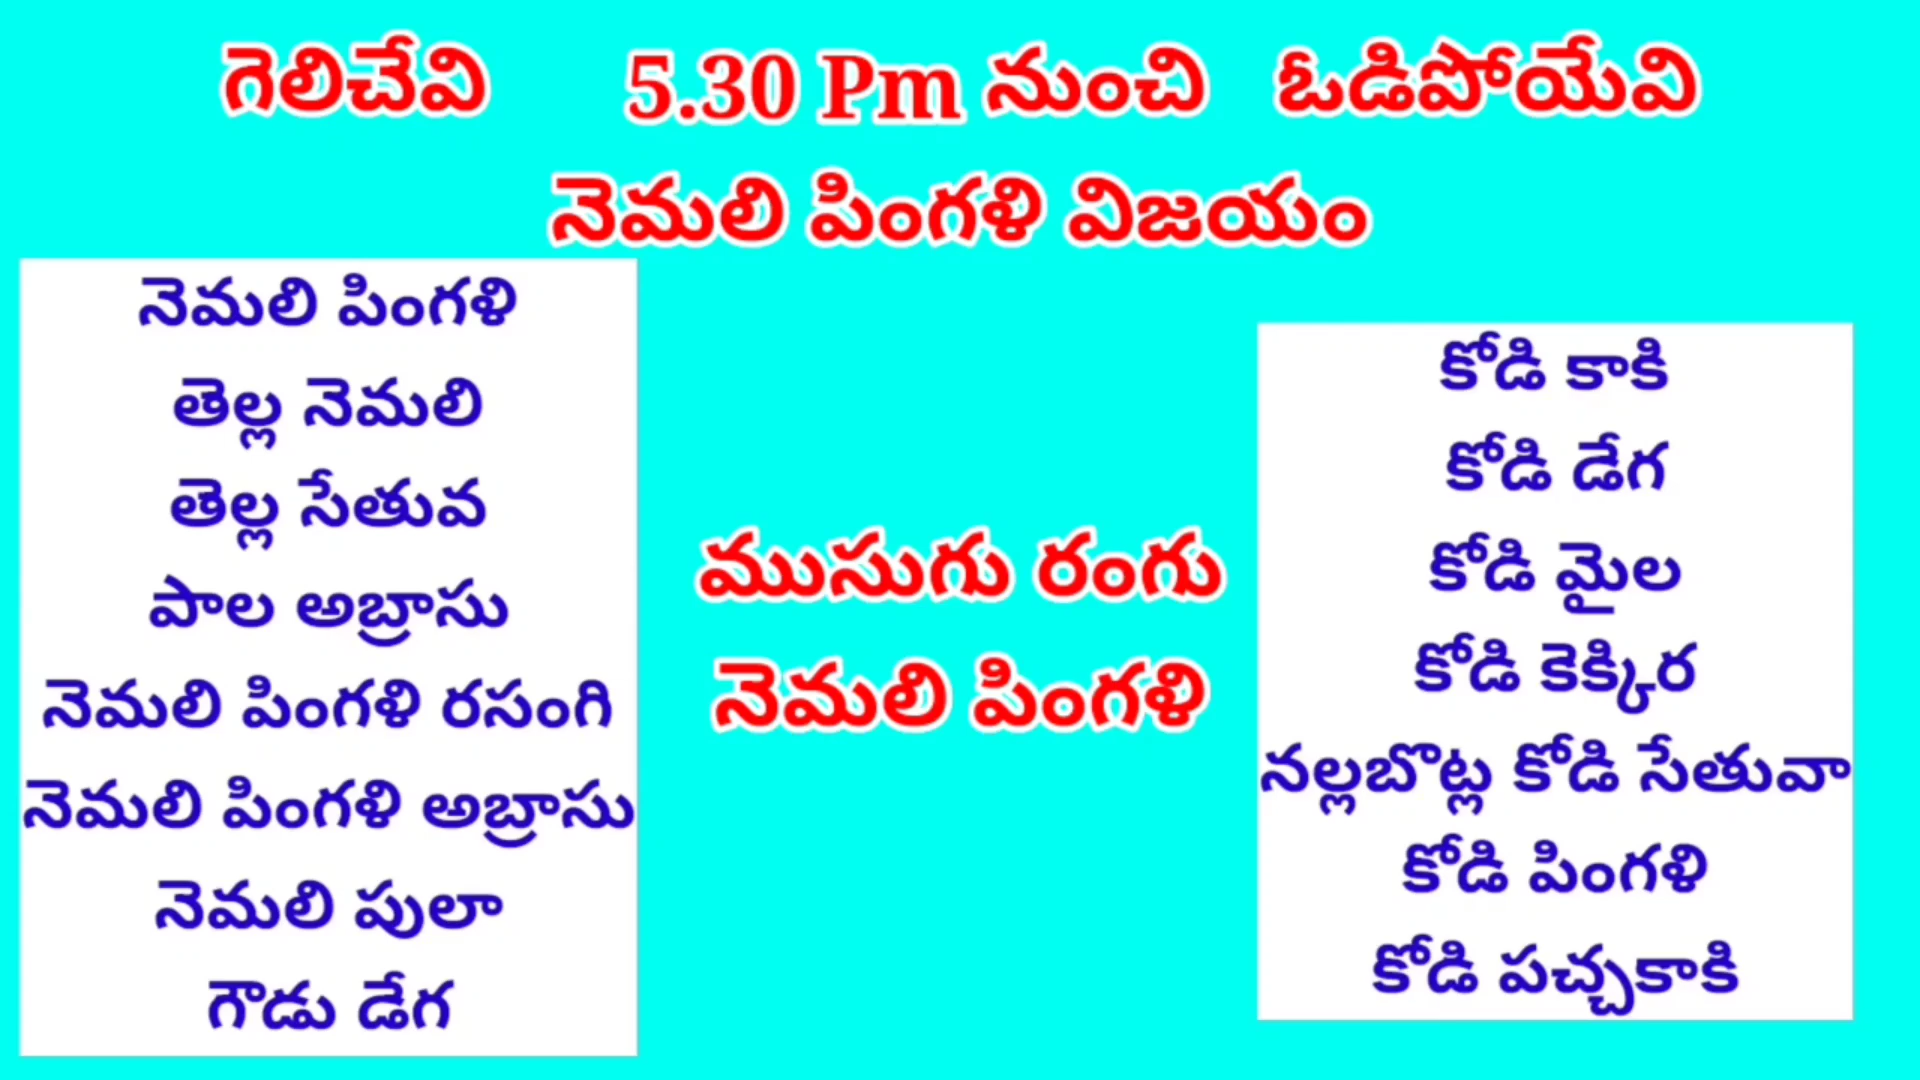 గెలిచేవి 5.30 Pm నుంచి ఓడిపోయేవి
నెమలి పింగళి విజయం
నెమలి పింగళి
తెల్ల నెమలి
తెల్ల సేతువ
పాల అబ్రాసు
నెమలి పింగళి రసంగి
నెమలి పింగళి అబ్రాసు
నెమలి పులా
గౌడు డేగ
ముసుగు రంగు
నెమలి పింగళి
కోడి కాకి
కోడి డేగ
కోడి మైల
కోడి కెక్కిర
నల్లబొట్ల కోడి సేతువా
కోడి పింగళి
కోడి పచ్చకాకి